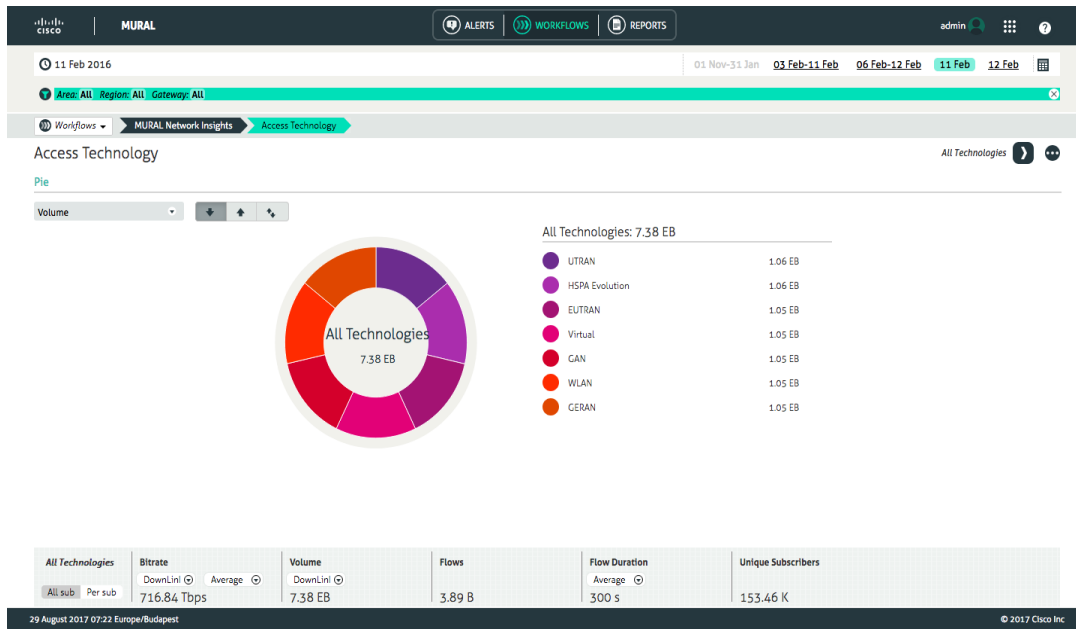 cisco MURAL ALERTS WORKFLOWS REPORTS admin ?
11 Feb 2016 01 Nov-31 Jan 03 Feb-11 Feb 06 Feb-12 Feb 11 Feb 12 Feb
Area: All Region: All Gateway: All
Workflows MURAL Network Insights Access Technology
Access Technology All Technologies
Pie
Volume
All Technologies
7.38 EB
All Technologies: 7.38 EB
UTRAN 1.06 EB
HSPA Evolution 1.06 EB
EUTRAN 1.05 EB
Virtual 1.05 EB
GAN 1.05 EB
WLAN 1.05 EB
GERAN 1.05 EB
All Technologies Bitrate Volume Flows Flow Duration Unique Subscribers
DownLinl Average DownLinl Average
All sub Per sub 716.84 Tbps 7.38 EB 3.89 B 300 s 153.46 K
29 August 2017 07:22 Europe/Budapest © 2017 Cisco Inc